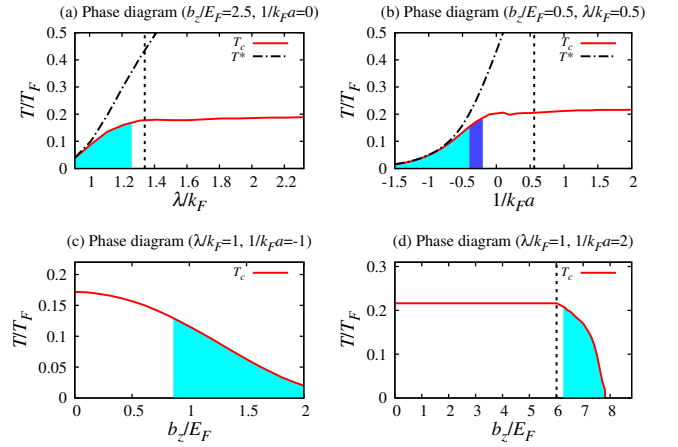 (a) Phase diagram (b_z/E_F=2.5, 1/k_Fa=0)
T/T_F
0.5
0.4
0.3
0.2
0.1
0
T_c
T*
1
1.2
1.4
1.6
1.8
2
2.2
λ/k_F
(b) Phase diagram (b_z/E_F=0.5, λ/k_F=0.5)
T/T_F
0.5
0.4
0.3
0.2
0.1
0
T_c
T*
-1.5
-1
-0.5
0
0.5
1
1.5
2
1/k_Fa
(c) Phase diagram (λ/k_F=1, 1/k_Fa=-1)
T/T_F
0.2
0.15
0.1
0.05
0
T_c
0
0.5
1
1.5
2
b_z/E_F
(d) Phase diagram (λ/k_F=1, 1/k_Fa=2)
T/T_F
0.3
0.2
0.1
0
T_c
0
1
2
3
4
5
6
7
8
b_z/E_F